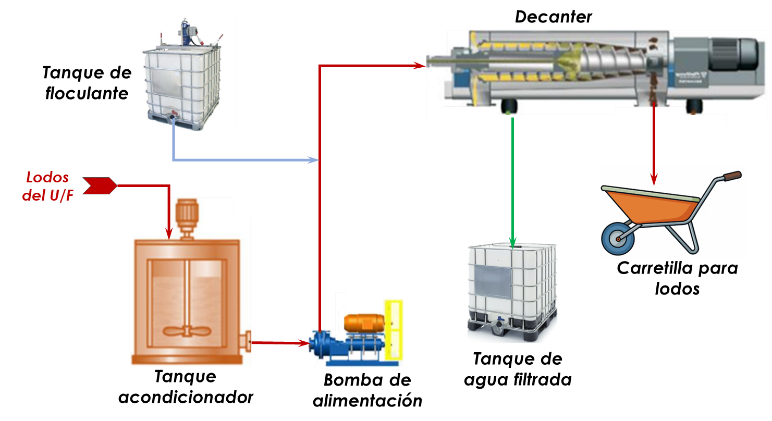 Decanter
Tanque de
floculante
Lodos
del U/F
Carretilla para
lodos
Tanque
acondicionador
Bomba de
alimentación
Tanque de
agua filtrada